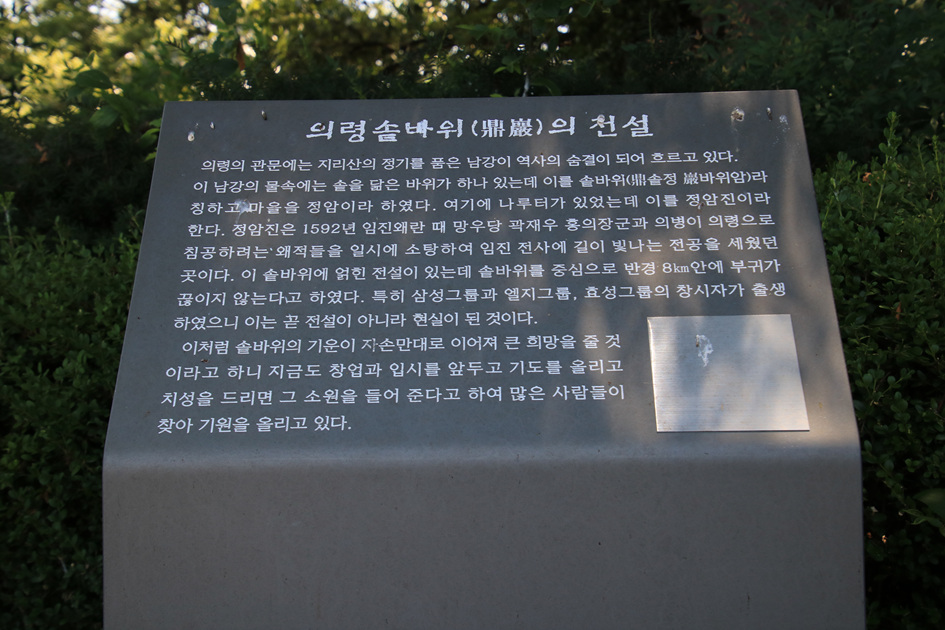 의령솥바위(鼎巖)의 전설
의령의 관문에는 지리산의 정기를 품은 남강이 역사의 숨결이 되어 흐르고 있다.
이 남강의 물속에는 솥을 닮은 바위가 하나 있는데 이를 솥바위(鼎솥정 巖바위암)라
칭하고 마을을 정암이라 하였다. 여기에 나루터가 있었는데 이를 정암진이라
한다. 정암진은 1592년 임진왜란 때 망우당 곽재우 홍의장군과 의병이 의령으로
침공하려는 왜적들을 일시에 소탕하여 임진 전사에 길이 빛나는 전공을 세웠던
곳이다. 이 솥바위에 얽힌 전설이 있는데 솥바위를 중심으로 반경 8km안에 부귀가
끊이지 않는다고 하였다. 특히 삼성그룹과 엘지그룹, 효성그룹의 창시자가 출생
하였으니 이는 곧 전설이 아니라 현실이 된 것이다.
이처럼 솥바위의 기운이 자손만대로 이어져 큰 희망을 줄 것
이라고 하니 지금도 창업과 입시를 앞두고 기도를 올리고
치성을 드리면 그 소원을 들어 준다고 하여 많은 사람들이
찾아 기원을 올리고 있다.